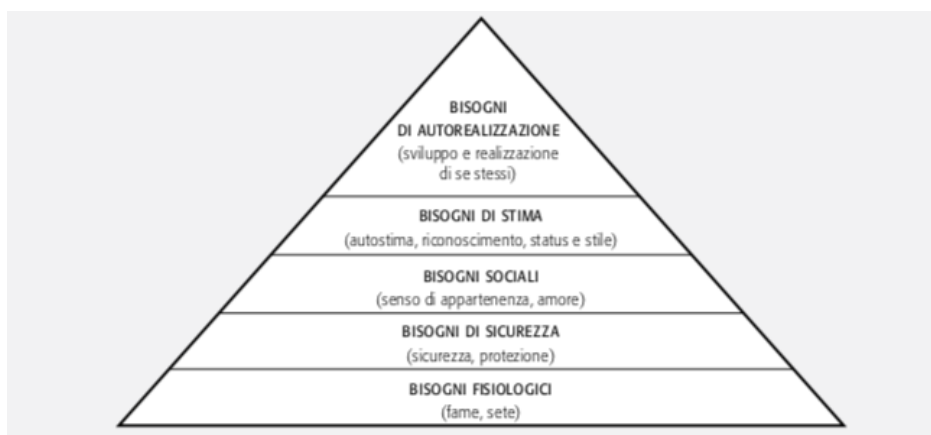 BISOGNI
DI AUTOREALIZZAZIONE
(sviluppo e realizzazione
di se stessi)
BISOGNI DI STIMA
(autostima, riconoscimento, status e stile)
BISOGNI SOCIALI
(senso di appartenenza, amore)
BISOGNI DI SICUREZZA
(sicurezza, protezione)
BISOGNI FISIOLOGICI
(fame, sete)